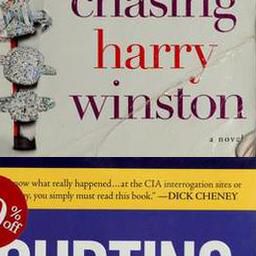 chasing
harry
winston
a novel
now what really happened...at the CIA interrogation sites or
you simply must read this book." —DICK CHENEY
% off